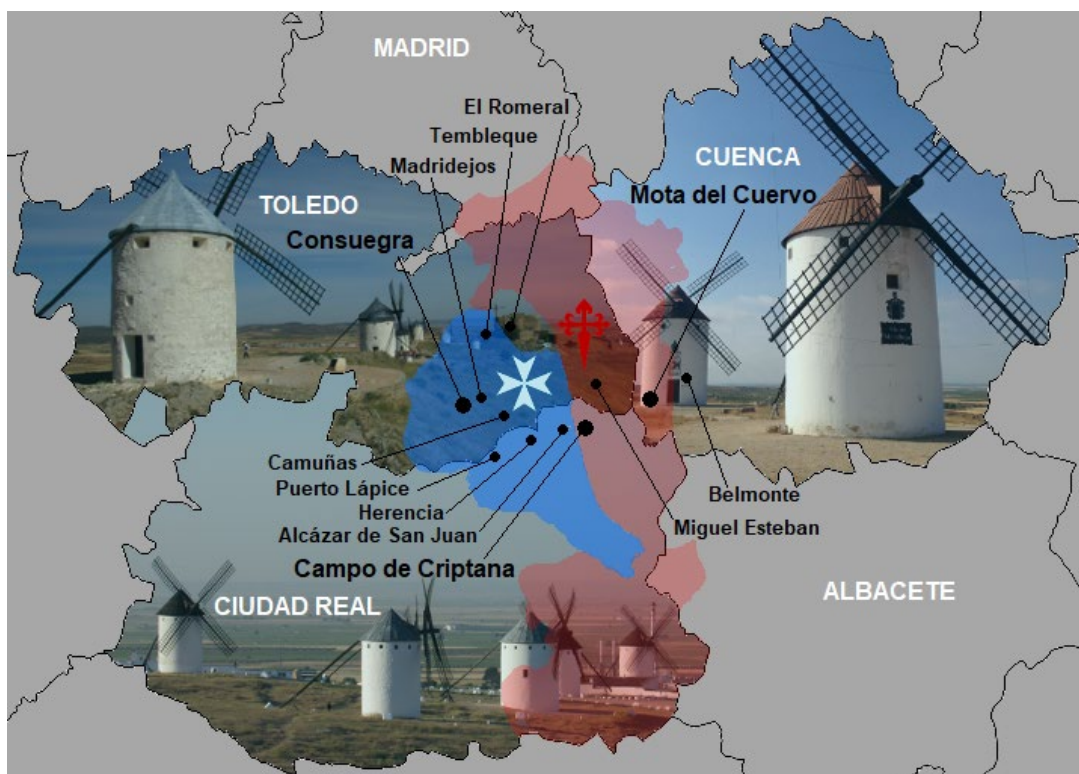 MADRID
El Romeral
Tembleque
Madridejos
TOLEDO
Consuegra
CUENCA
Mota del Cuervo
Camuñas
Puerto Lápice
Herencia
Alcázar de San Juan
Campo de Criptana
Belmonte
Miguel Esteban
CIUDAD REAL
ALBACETE